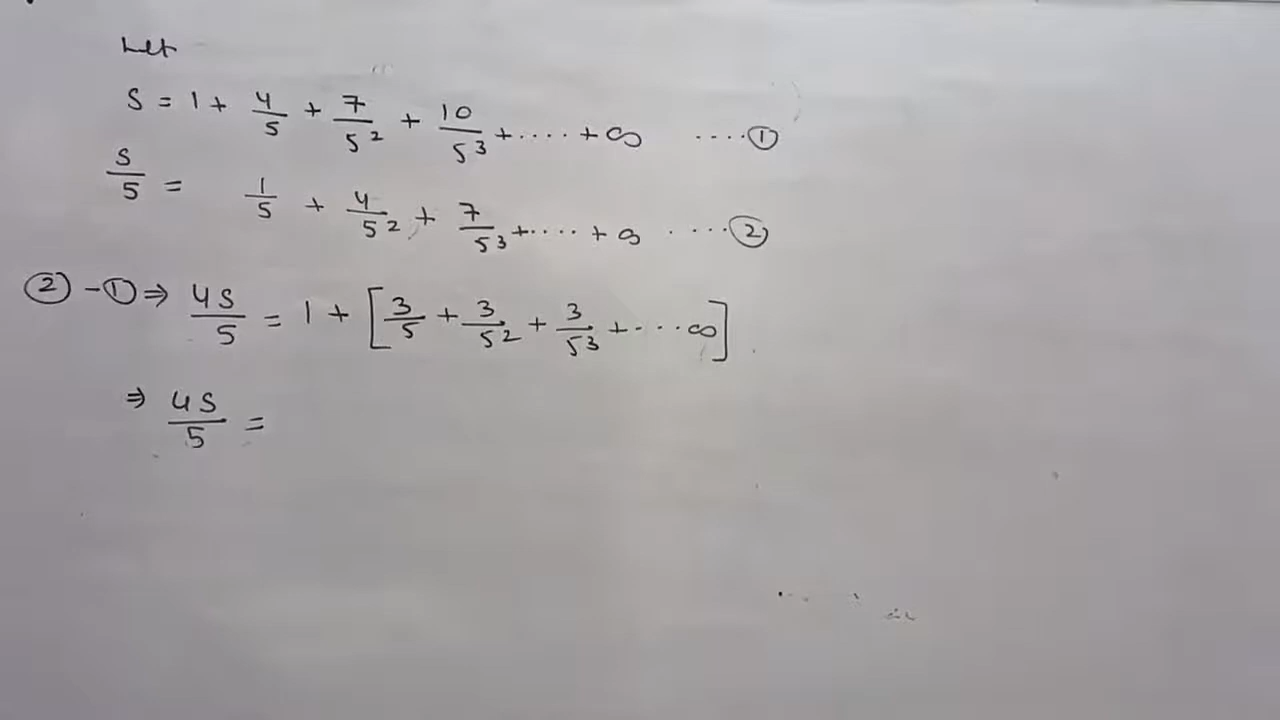 Let
S = 1 + 4/5 + 7/5² + 10/5³ + .... + ∞ ....①
S/5 = 1/5 + 4/5² + 7/5³ + .... + ∞ ....②
② - ① ⇒ 4S/5 = 1 + [3/5 + 3/5² + 3/5³ + ... ∞]
⇒ 4S/5 =